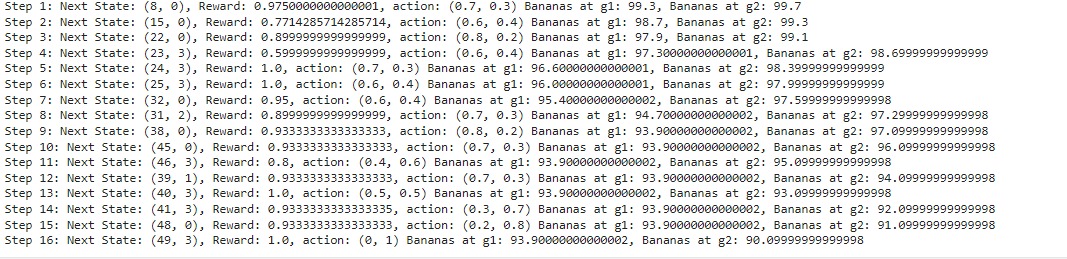 Step 1: Next State: (8, 0), Reward: 0.9750000000000001, action: (0.7, 0.3) Bananas at g1: 99.3, Bananas at g2: 99.7
Step 2: Next State: (15, 0), Reward: 0.7714285714285714, action: (0.6, 0.4) Bananas at g1: 98.7, Bananas at g2: 99.3
Step 3: Next State: (22, 0), Reward: 0.8999999999999999, action: (0.8, 0.2) Bananas at g1: 97.9, Bananas at g2: 99.1
Step 4: Next State: (23, 3), Reward: 0.5999999999999999, action: (0.6, 0.4) Bananas at g1: 97.30000000000001, Bananas at g2: 98.69999999999999
Step 5: Next State: (24, 3), Reward: 1.0, action: (0.7, 0.3) Bananas at g1: 96.60000000000001, Bananas at g2: 98.39999999999999
Step 6: Next State: (25, 3), Reward: 1.0, action: (0.6, 0.4) Bananas at g1: 96.00000000000001, Bananas at g2: 97.99999999999999
Step 7: Next State: (32, 0), Reward: 0.95, action: (0.6, 0.4) Bananas at g1: 95.40000000000002, Bananas at g2: 97.59999999999998
Step 8: Next State: (31, 2), Reward: 0.8999999999999999, action: (0.7, 0.3) Bananas at g1: 94.70000000000002, Bananas at g2: 97.29999999999998
Step 9: Next State: (38, 0), Reward: 0.9333333333333333, action: (0.8, 0.2) Bananas at g1: 93.90000000000002, Bananas at g2: 97.09999999999998
Step 10: Next State: (45, 0), Reward: 0.9333333333333333, action: (0.7, 0.3) Bananas at g1: 93.90000000000002, Bananas at g2: 96.09999999999998
Step 11: Next State: (46, 3), Reward: 0.8, action: (0.4, 0.6) Bananas at g1: 93.90000000000002, Bananas at g2: 95.09999999999998
Step 12: Next State: (39, 1), Reward: 0.9333333333333333, action: (0.7, 0.3) Bananas at g1: 93.90000000000002, Bananas at g2: 94.09999999999998
Step 13: Next State: (40, 3), Reward: 1.0, action: (0.5, 0.5) Bananas at g1: 93.90000000000002, Bananas at g2: 93.09999999999998
Step 14: Next State: (41, 3), Reward: 0.9333333333333335, action: (0.3, 0.7) Bananas at g1: 93.90000000000002, Bananas at g2: 92.09999999999998
Step 15: Next State: (48, 0), Reward: 0.9333333333333333, action: (0.2, 0.8) Bananas at g1: 93.90000000000002, Bananas at g2: 91.09999999999998
Step 16: Next State: (49, 3), Reward: 1.0, action: (0, 1) Bananas at g1: 93.90000000000002, Bananas at g2: 90.09999999999998